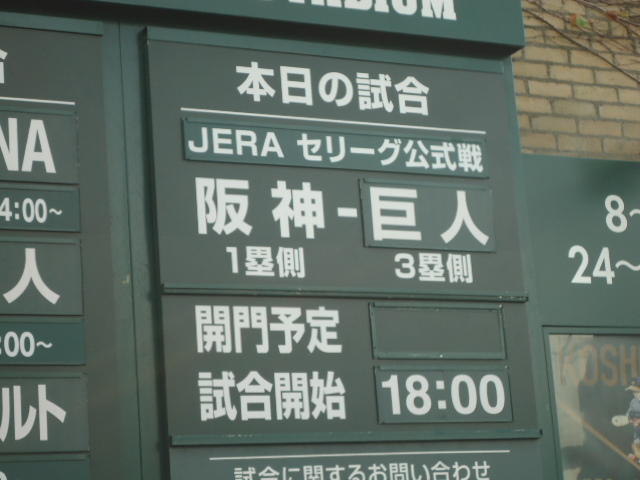 本日の試合
JERA セリーグ公式戦
阪神-巨人
1塁側 3塁側
開門予定
試合開始 18:00
試合に関するお問い合わせ
合
NA
4:00~
人
:00~
ルト
8~
24~